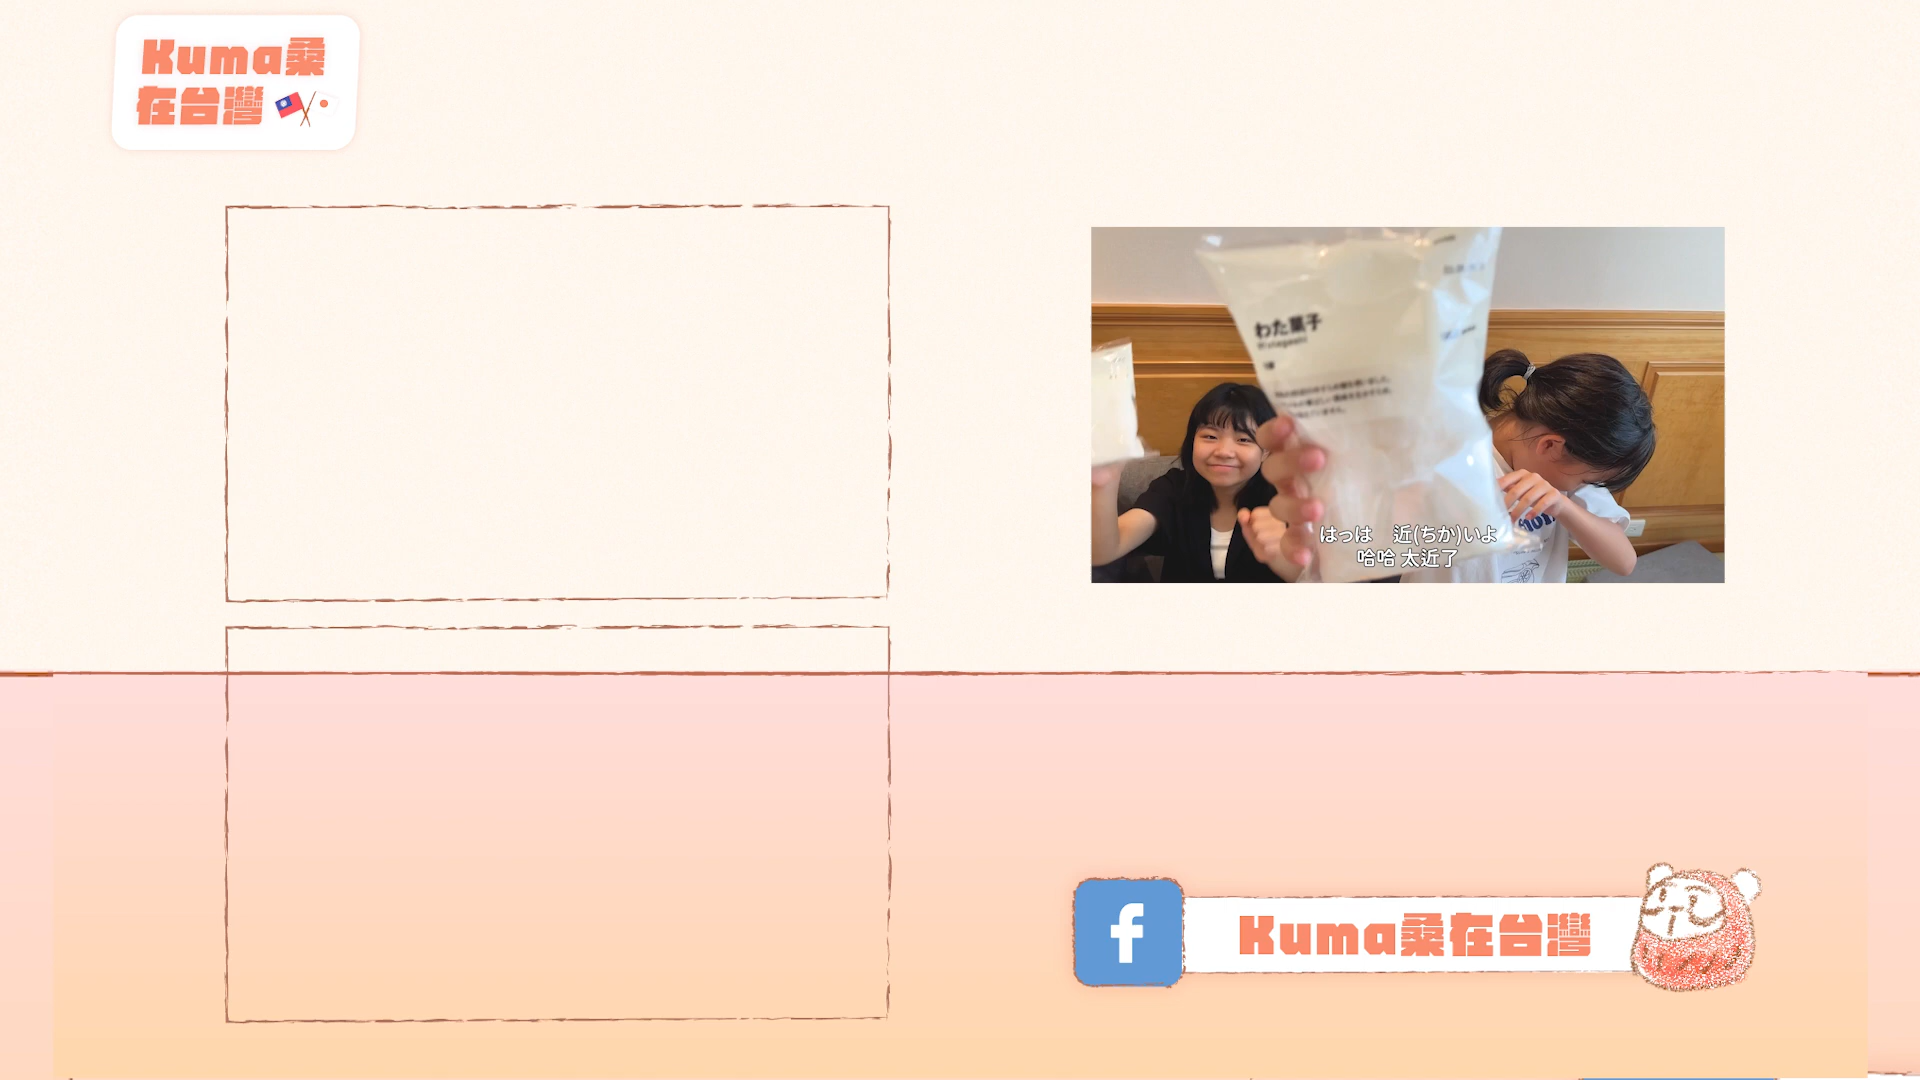 Kuma桑
在台灣
わた菓子
はっは　近(ちか)いよ
哈哈 太近了
f
Kuma桑在台灣